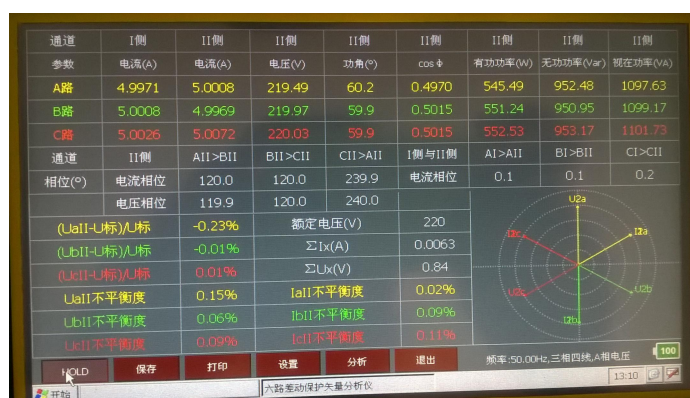 通道 I侧 II侧 II侧 II侧 II侧 II侧 II侧 II侧
参数 电流(A) 电流(A) 电压(V) 功角(º) cos Φ 有功功率(W) 无功功率(Var) 视在功率(VA)
A路 4.9971 5.0008 219.49 60.2 0.4970 545.49 952.48 1097.63
B路 5.0008 4.9969 219.97 59.9 0.5015 551.24 950.95 1099.17
C路 5.0026 5.0072 220.03 59.9 0.5015 552.53 953.17 1101.73
通道 II侧 AII>BII BII>CII CII>AII I侧与II侧 AI>AII BI>BII CI>CII
相位(º) 电流相位 120.0 120.0 239.9 电流相位 0.1 0.1 0.2
电压相位 119.9 120.0 240.0
(UaII-U标)/U标 -0.23% 额定电压(V) 220
(UbII-U标)/U标 -0.01% ΣIx(A) 0.0063
(UcII-U标)/U标 0.01% ΣUx(V) 0.84
UaII不平衡度 0.15% IaII不平衡度 0.02%
UbII不平衡度 0.06% IbII不平衡度 0.09%
UcII不平衡度 0.09% IcII不平衡度 0.11%
U2a
I2c I2a
U2c U2b
I2b
HOLD 保存 打印 设置 分析 退出 频率:50.00Hz,三相四线,A相电压 100
开始 六路差动保护矢量分析仪 13:10